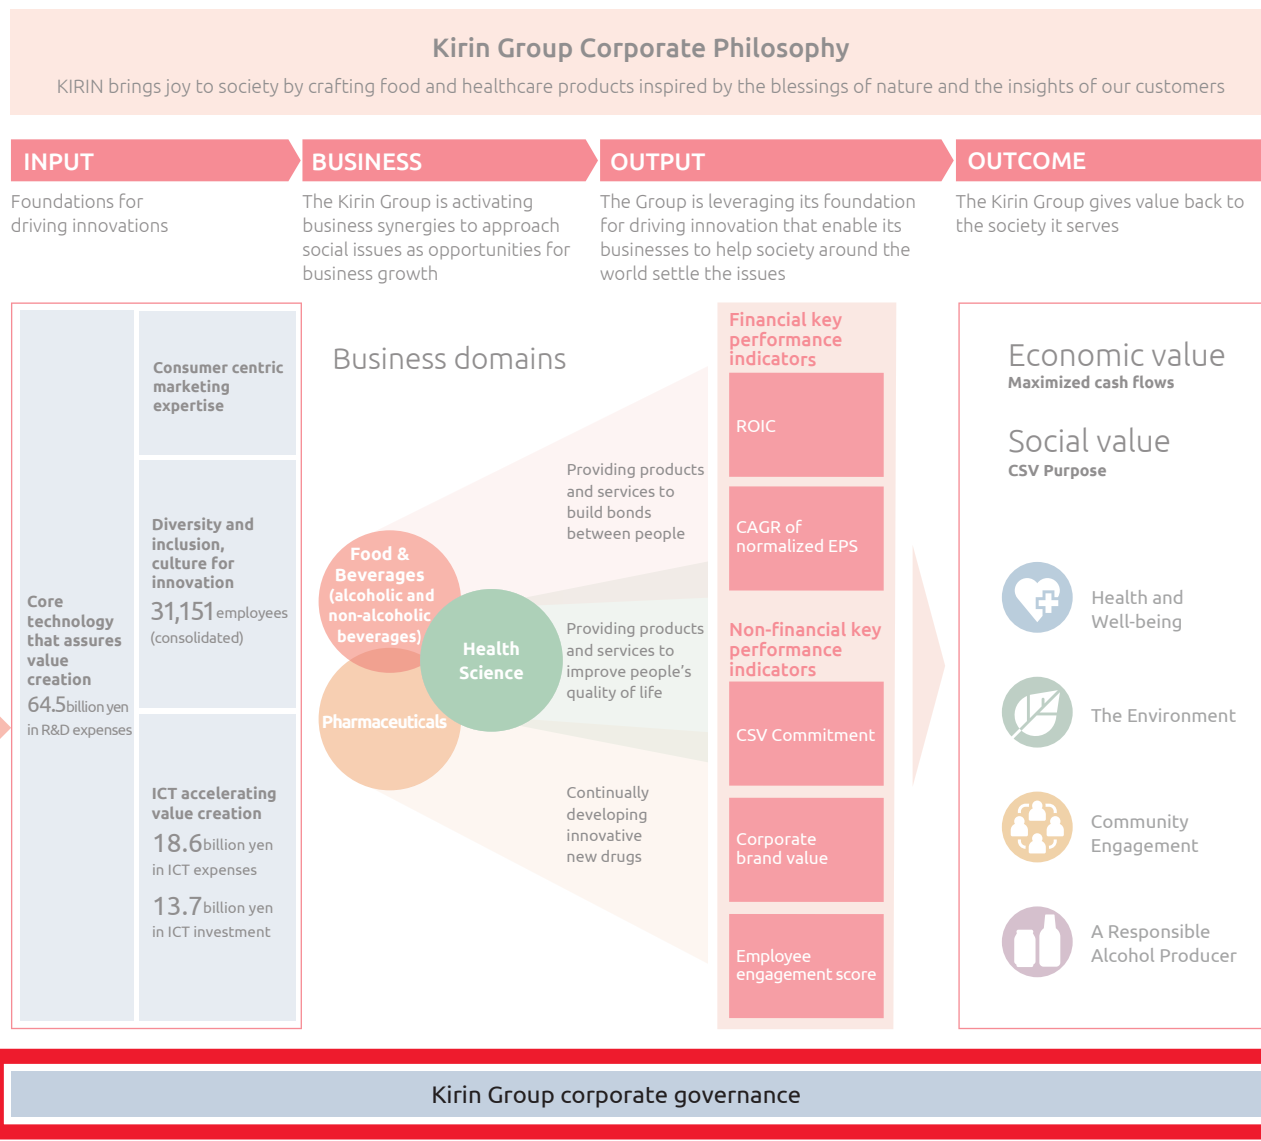 Kirin Group Corporate Philosophy
KIRIN brings joy to society by crafting food and healthcare products inspired by the blessings of nature and the insights of our customers
INPUT
Foundations for
driving innovations
BUSINESS
The Kirin Group is activating
business synergies to approach
social issues as opportunities for
business growth
OUTPUT
The Group is leveraging its foundation
for driving innovation that enable its
businesses to help society around the
world settle the issues
OUTCOME
The Kirin Group gives value back to
the society it serves
Core
technology
that assures
value
creation
64.5 billion yen
in R&D expenses
Consumer centric
marketing
expertise
Diversity and
inclusion,
culture for
innovation
31,151 employees
(consolidated)
ICT accelerating
value creation
18.6 billion yen
in ICT expenses
13.7 billion yen
in ICT investment
Business domains
Food &
Beverages
(alcoholic and
non-alcoholic
beverages)
Health
Science
Pharmaceuticals
Providing products
and services to
build bonds
between people
Providing products
and services to
improve people's
quality of life
Continually
developing
innovative
new drugs
Financial key
performance
indicators
ROIC
CAGR of
normalized EPS
Non-financial key
performance
indicators
CSV Commitment
Corporate
brand value
Employee
engagement score
Economic value
Maximized cash flows
Social value
CSV Purpose
Health and
Well-being
The Environment
Community
Engagement
A Responsible
Alcohol Producer
Kirin Group corporate governance